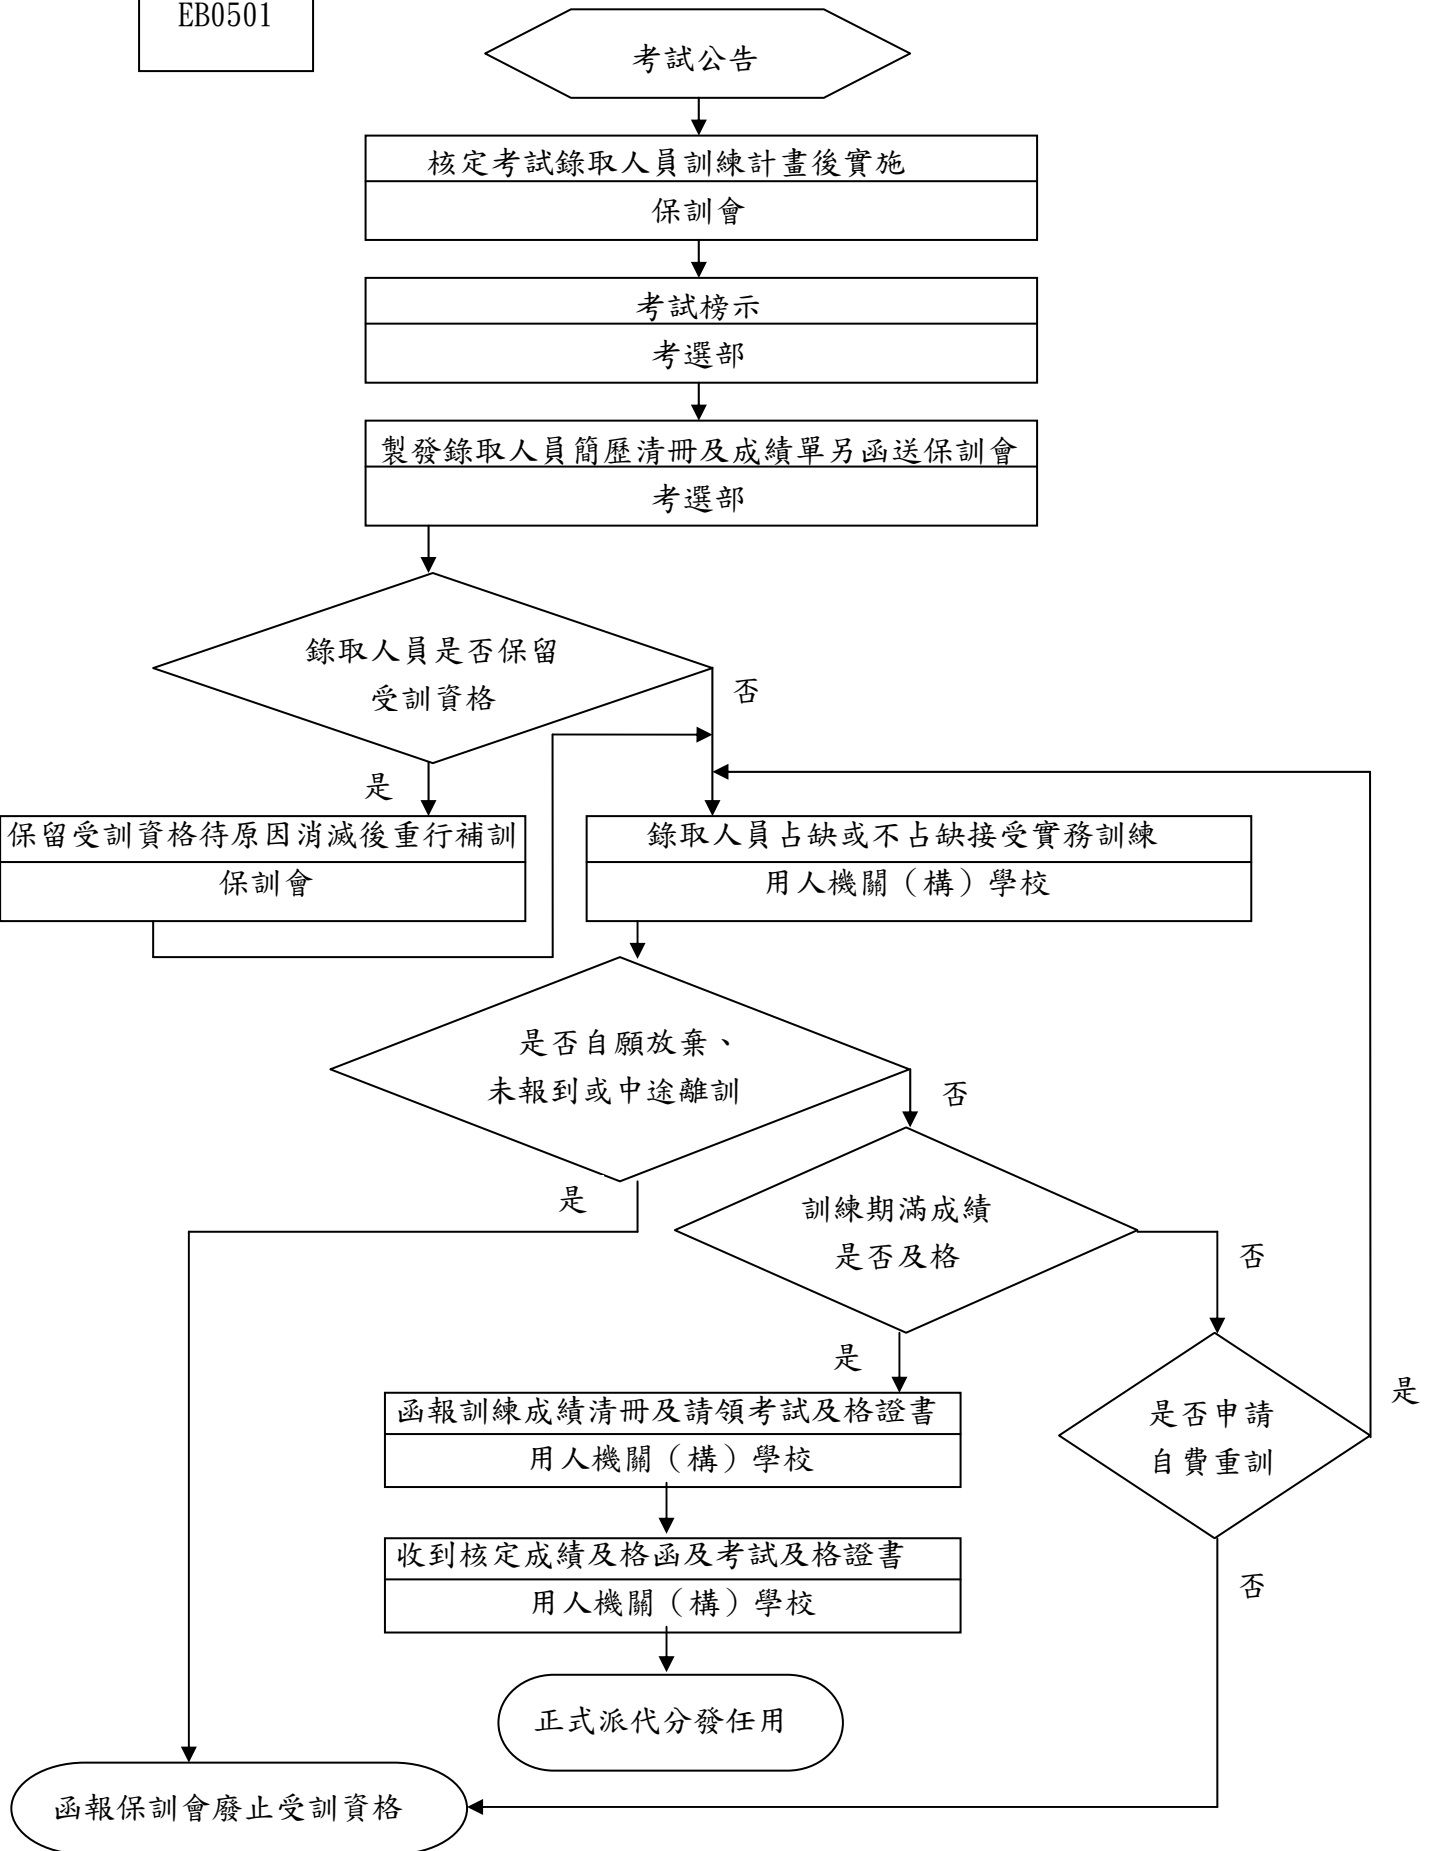 EB0501
考試公告
核定考試錄取人員訓練計畫後實施
保訓會
考試榜示
考選部
製發錄取人員簡歷清冊及成績單另函送保訓會
考選部
錄取人員是否保留
受訓資格
否
是
保留受訓資格待原因消滅後重行補訓
保訓會
錄取人員占缺或不占缺接受實務訓練
用人機關（構）學校
是否自願放棄、
未報到或中途離訓
否
是
訓練期滿成績
是否及格
否
是
函報訓練成績清冊及請領考試及格證書
用人機關（構）學校
是否申請
自費重訓
是
收到核定成績及格函及考試及格證書
用人機關（構）學校
否
正式派代分發任用
函報保訓會廢止受訓資格